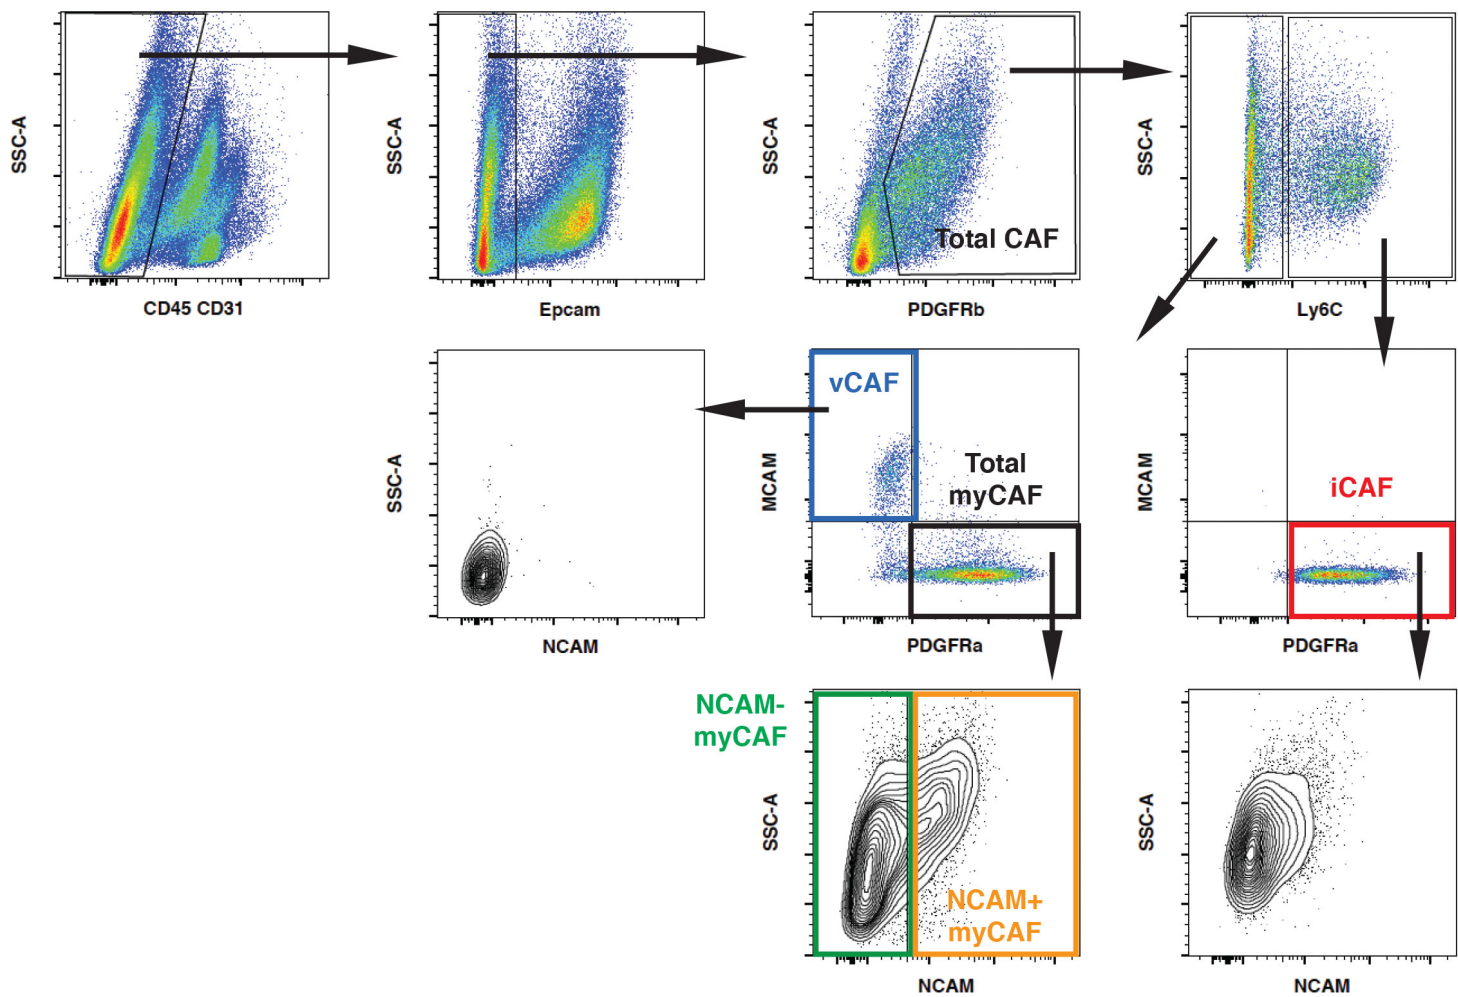 SSC-A
CD45 CD31
SSC-A
Epcam
SSC-A
Total CAF
PDGFRb
SSC-A
Ly6C
SSC-A
NCAM
MCAM
vCAF
Total
myCAF
PDGFRa
MCAM
iCAF
PDGFRa
NCAM-
myCAF
SSC-A
NCAM+
myCAF
NCAM
SSC-A
NCAM